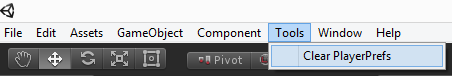 File Edit Assets GameObject Component Tools Window Help
Pivot
Clear PlayerPrefs